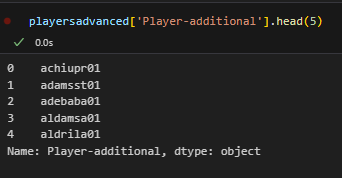 playersadvanced['Player-additional'].head(5)
0.0s
0 achiupr01
1 adamsst01
2 adebaba01
3 aldamsa01
4 aldrila01
Name: Player-additional, dtype: object